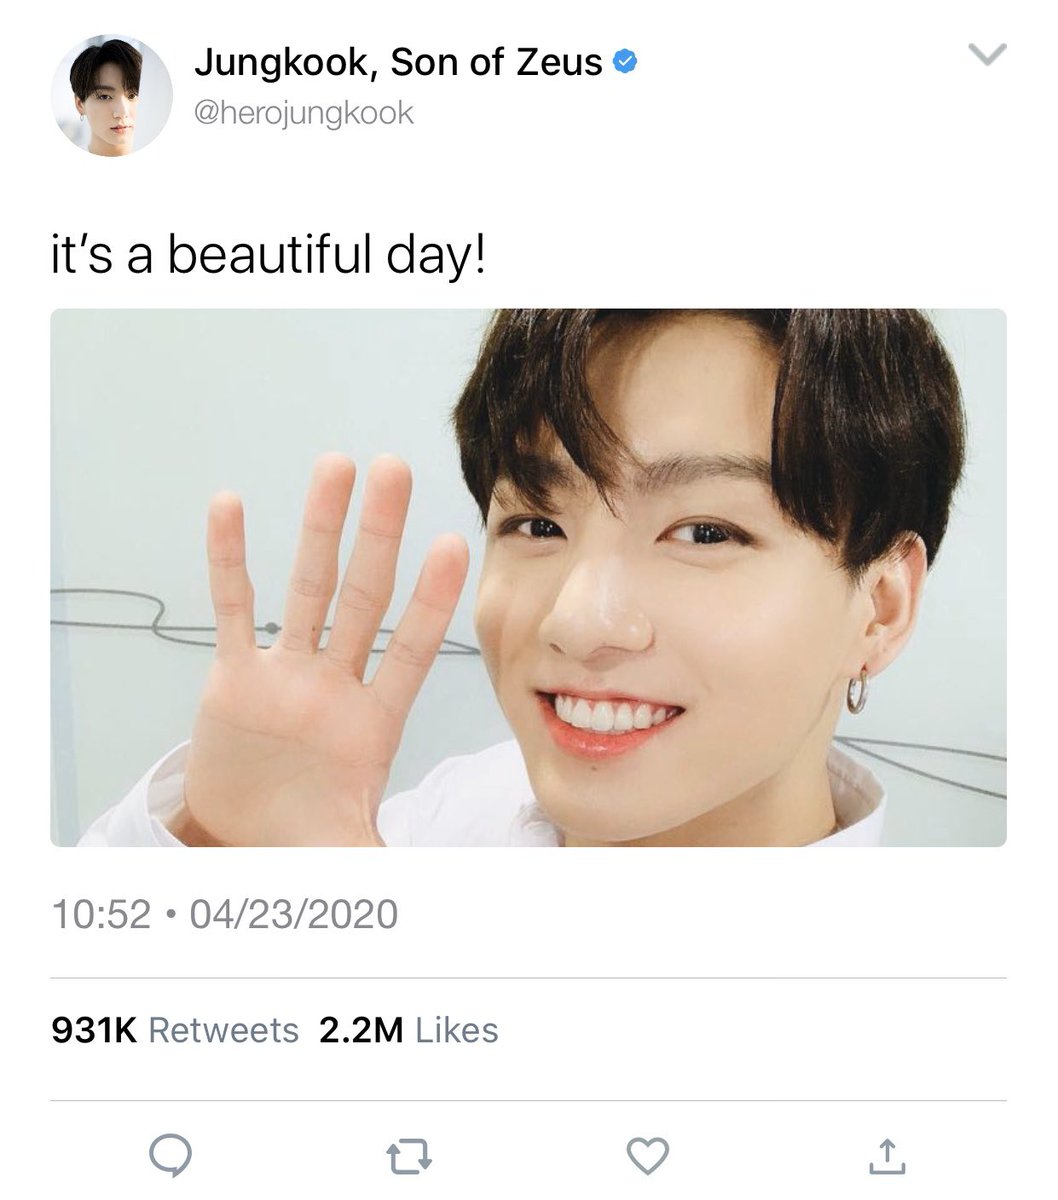 Jungkook, Son of Zeus
@herojungkook
it's a beautiful day!
10:52 • 04/23/2020
931K Retweets 2.2M Likes